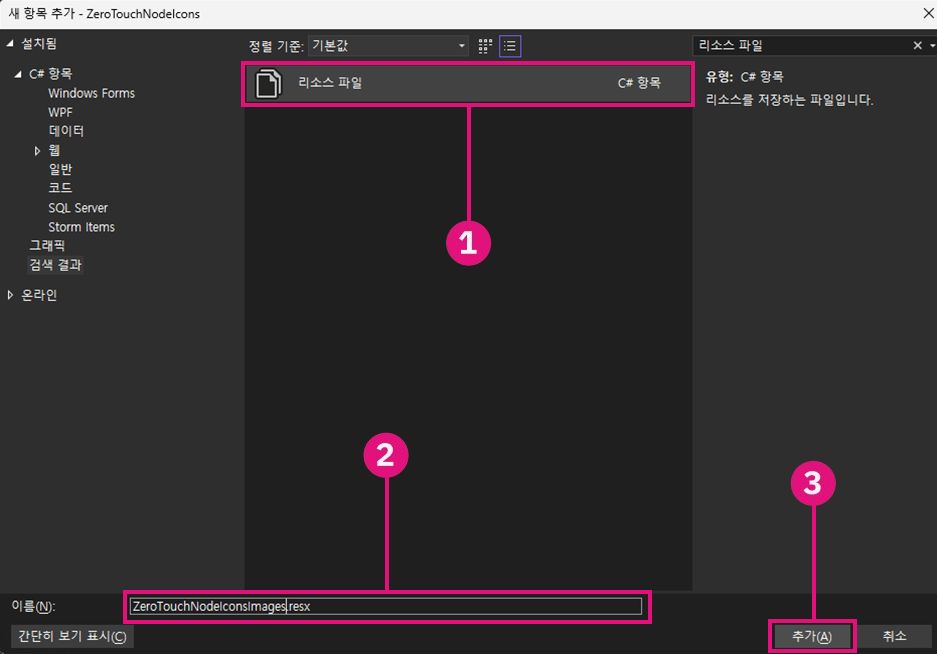 새 항목 추가 - ZeroTouchNodeIcons
설치됨
C# 항목
Windows Forms
WPF
데이터
웹
일반
코드
SQL Server
Storm Items
그래픽
검색 결과
온라인
정렬 기준: 기본값
리소스 파일 C# 항목
리소스 파일
유형: C# 항목
리소스를 저장하는 파일입니다.
1
2
3
이름(N):
ZeroTouchNodeIconsImages.resx
간단히 보기 표시(C)
추가(A)
취소